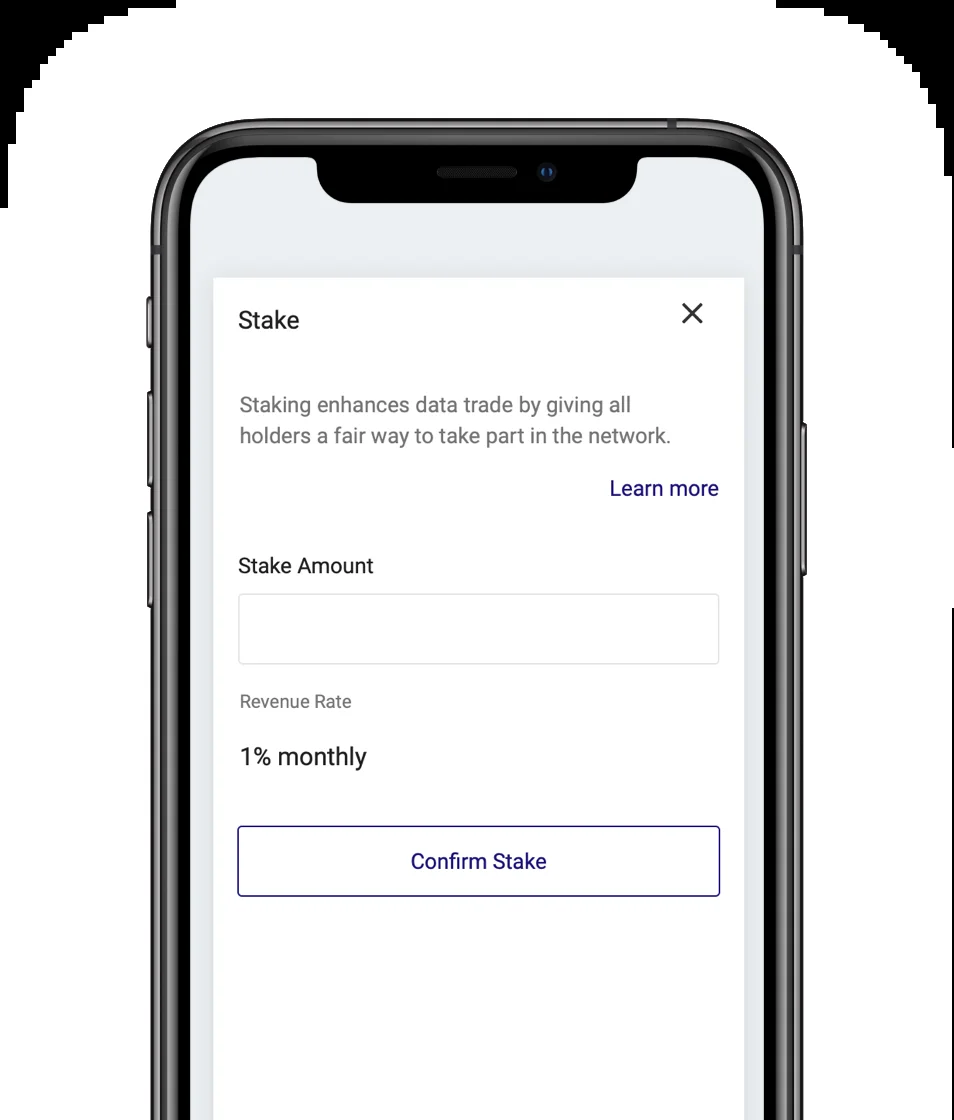 Stake
Staking enhances data trade by giving all
holders a fair way to take part in the network.
Learn more
Stake Amount
Revenue Rate
1% monthly
Confirm Stake